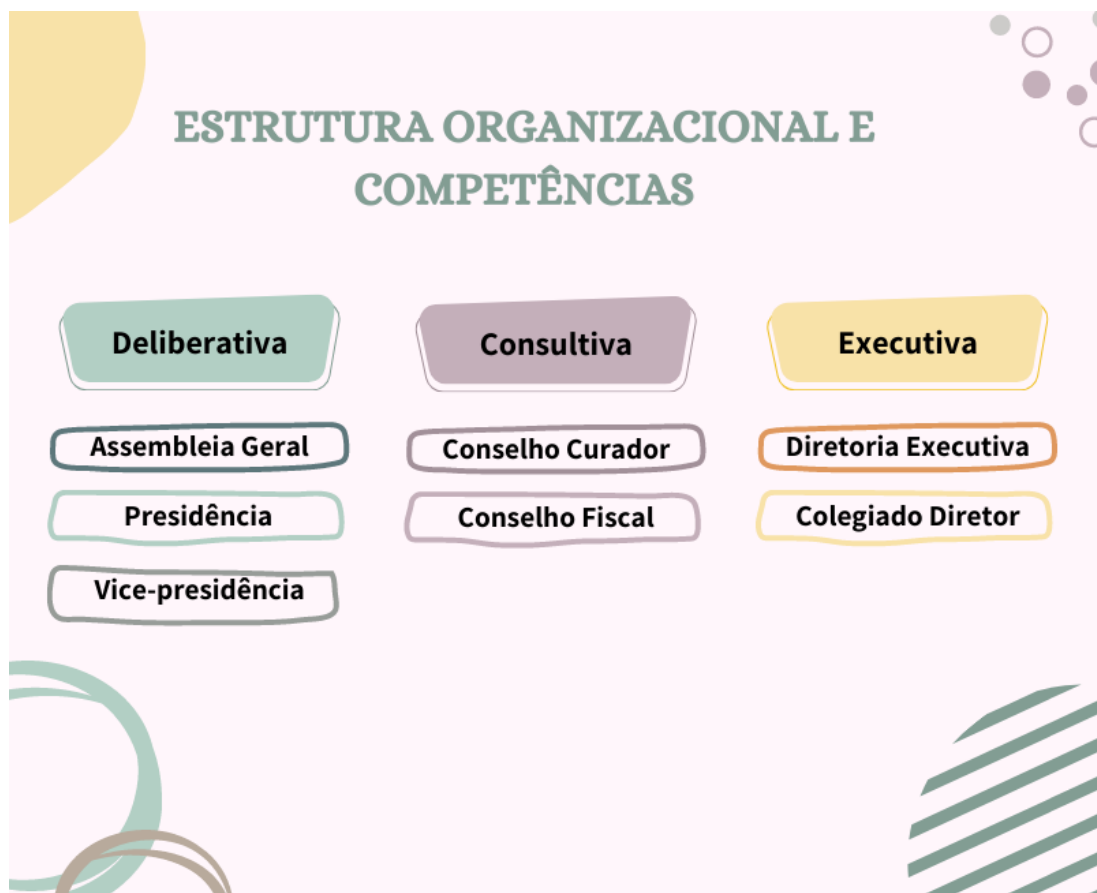 ESTRUTURA ORGANIZACIONAL E
COMPETÊNCIAS
Deliberativa
Assembleia Geral
Presidência
Vice-presidência
Consultiva
Conselho Curador
Conselho Fiscal
Executiva
Diretoria Executiva
Colegiado Diretor